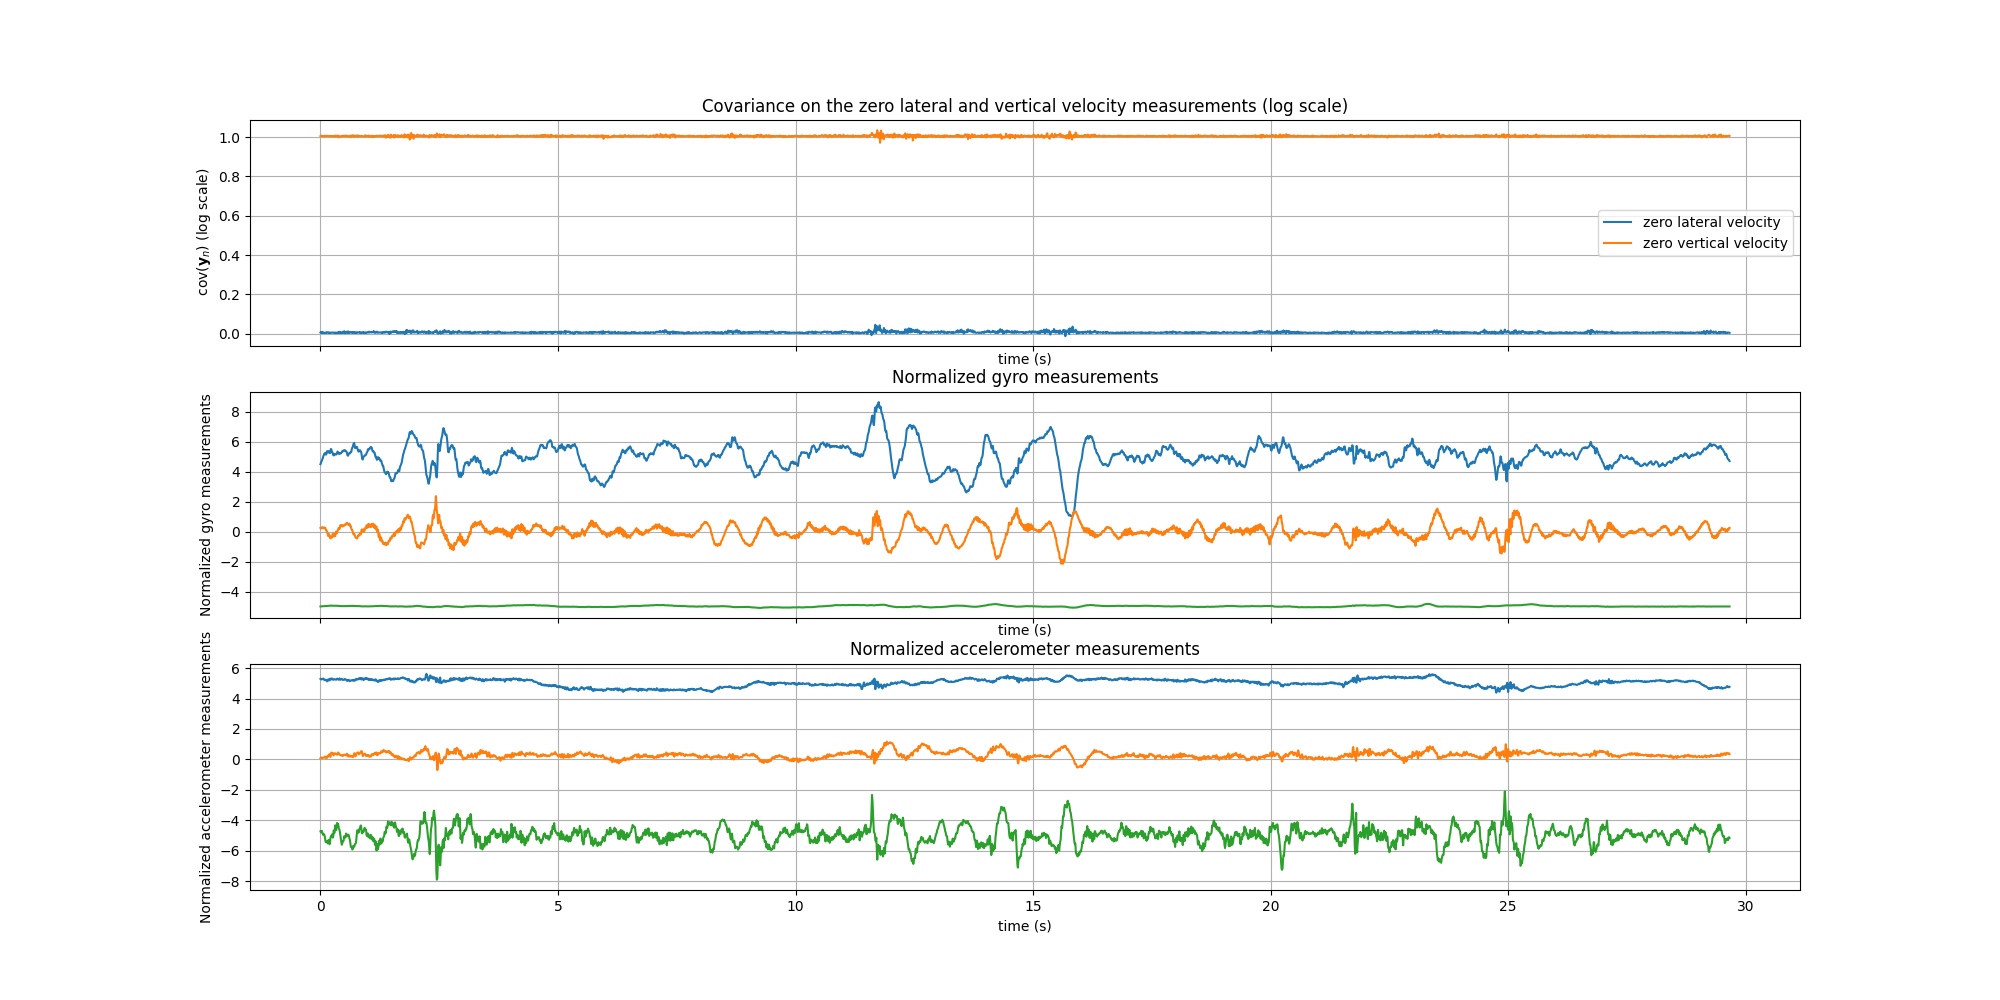 Covariance on the zero lateral and vertical velocity measurements (log scale)
cov(yₙ) (log scale)
1.0
0.8
0.6
0.4
0.2
0.0
zero lateral velocity
zero vertical velocity
time (s)
Normalized gyro measurements
Normalized gyro measurements
8
6
4
2
0
−2
−4
time (s)
Normalized accelerometer measurements
Normalized accelerometer measurements
6
4
2
0
−2
−4
−6
−8
0 5 10 15 20 25 30
time (s)